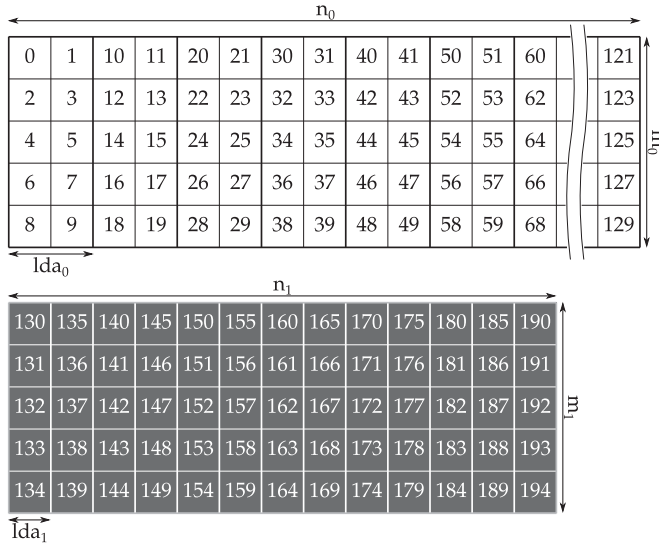 n0
0 1 10 11 20 21 30 31 40 41 50 51 60 121
2 3 12 13 22 23 32 33 42 43 52 53 62 123
4 5 14 15 24 25 34 35 44 45 54 55 64 125
6 7 16 17 26 27 36 37 46 47 56 57 66 127
8 9 18 19 28 29 38 39 48 49 58 59 68 129
m0
lda0
n1
130 135 140 145 150 155 160 165 170 175 180 185 190
131 136 141 146 151 156 161 166 171 176 181 186 191
132 137 142 147 152 157 162 167 172 177 182 187 192
133 138 143 148 153 158 163 168 173 178 183 188 193
134 139 144 149 154 159 164 169 174 179 184 189 194
m1
lda1